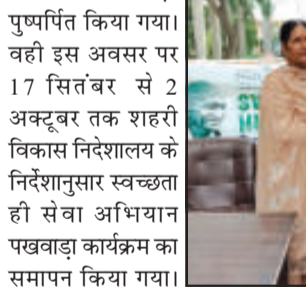 पुष्पर्पित किया गया।
वही इस अवसर पर
17 सितंबर से 2
अक्टूबर तक शहरी
विकास निदेशालय के
निर्देशानुसार स्वच्छता
ही सेवा अभियान
पखवाड़ा कार्यक्रम का
समापन किया गया।